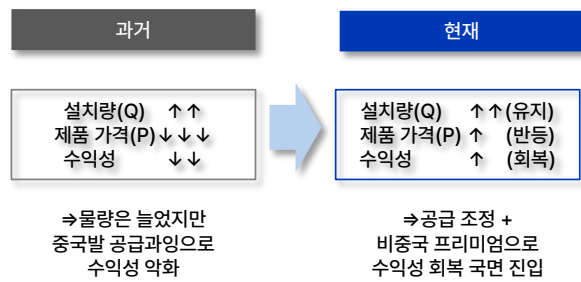 과거
설치량(Q) ↑↑
제품 가격(P)↓↓↓
수익성 ↓↓
⇒물량은 늘었지만
중국발 공급과잉으로
수익성 악화
현재
설치량(Q) ↑↑(유지)
제품 가격(P) ↑ (반등)
수익성 ↑ (회복)
⇒공급 조정 +
비중국 프리미엄으로
수익성 회복 국면 진입